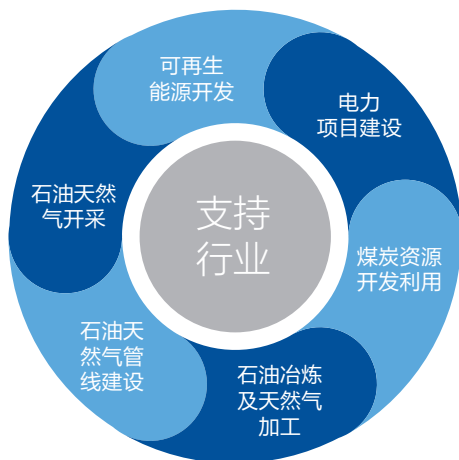 可再生
能源开发
电力
项目建设
煤炭资源
开发利用
石油冶炼
及天然气
加工
石油天
然气管
线建设
石油天然
气开采
支持
行业